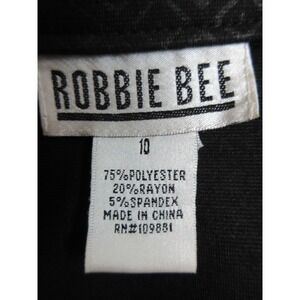 ROBBIE BEE
10
75%POLYESTER
20%RAYON
5%SPANDEX
MADE IN CHINA
RN#109881